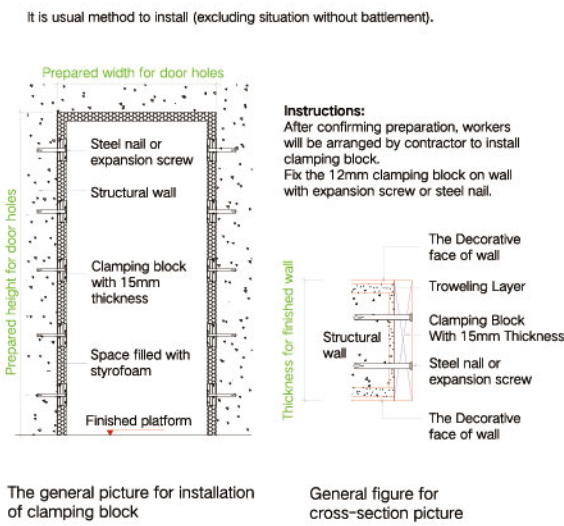 It is usual method to install (excluding situation without battlement).
Prepared width for door holes
Prepared height for door holes
Steel nail or
expansion screw
Structural wall
Clamping block
with 15mm
thickness
Space filled with
styrofoam
Finished platform
Instructions:
After confirming preparation, workers
will be arranged by contractor to install
clamping block.
Fix the 12mm clamping block on wall
with expansion screw or steel nail.
Thickness for finished wall
Structural
wall
The Decorative
face of wall
Troweling Layer
Clamping Block
With 15mm Thickness
Steel nail or
expansion screw
The Decorative
face of wall
The general picture for installation
of clamping block
General figure for
cross-section picture